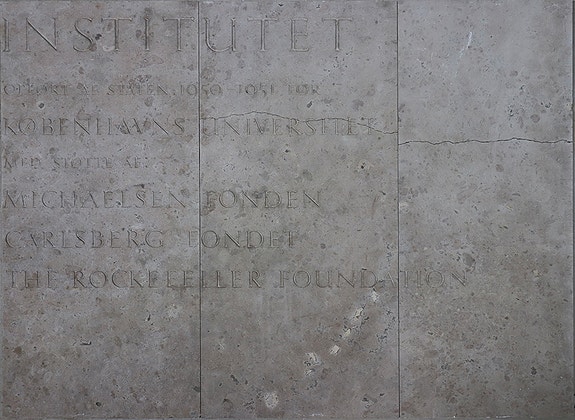 INSTITUTET
OPFØRT AF STATEN 1950-1951 FOR
KØBENHAVNS UNIVERSITET
MED STØTTE AF:
MICHAELSEN FONDEN
CARLSBERG FONDET
THE ROCKEFELLER FOUNDATION